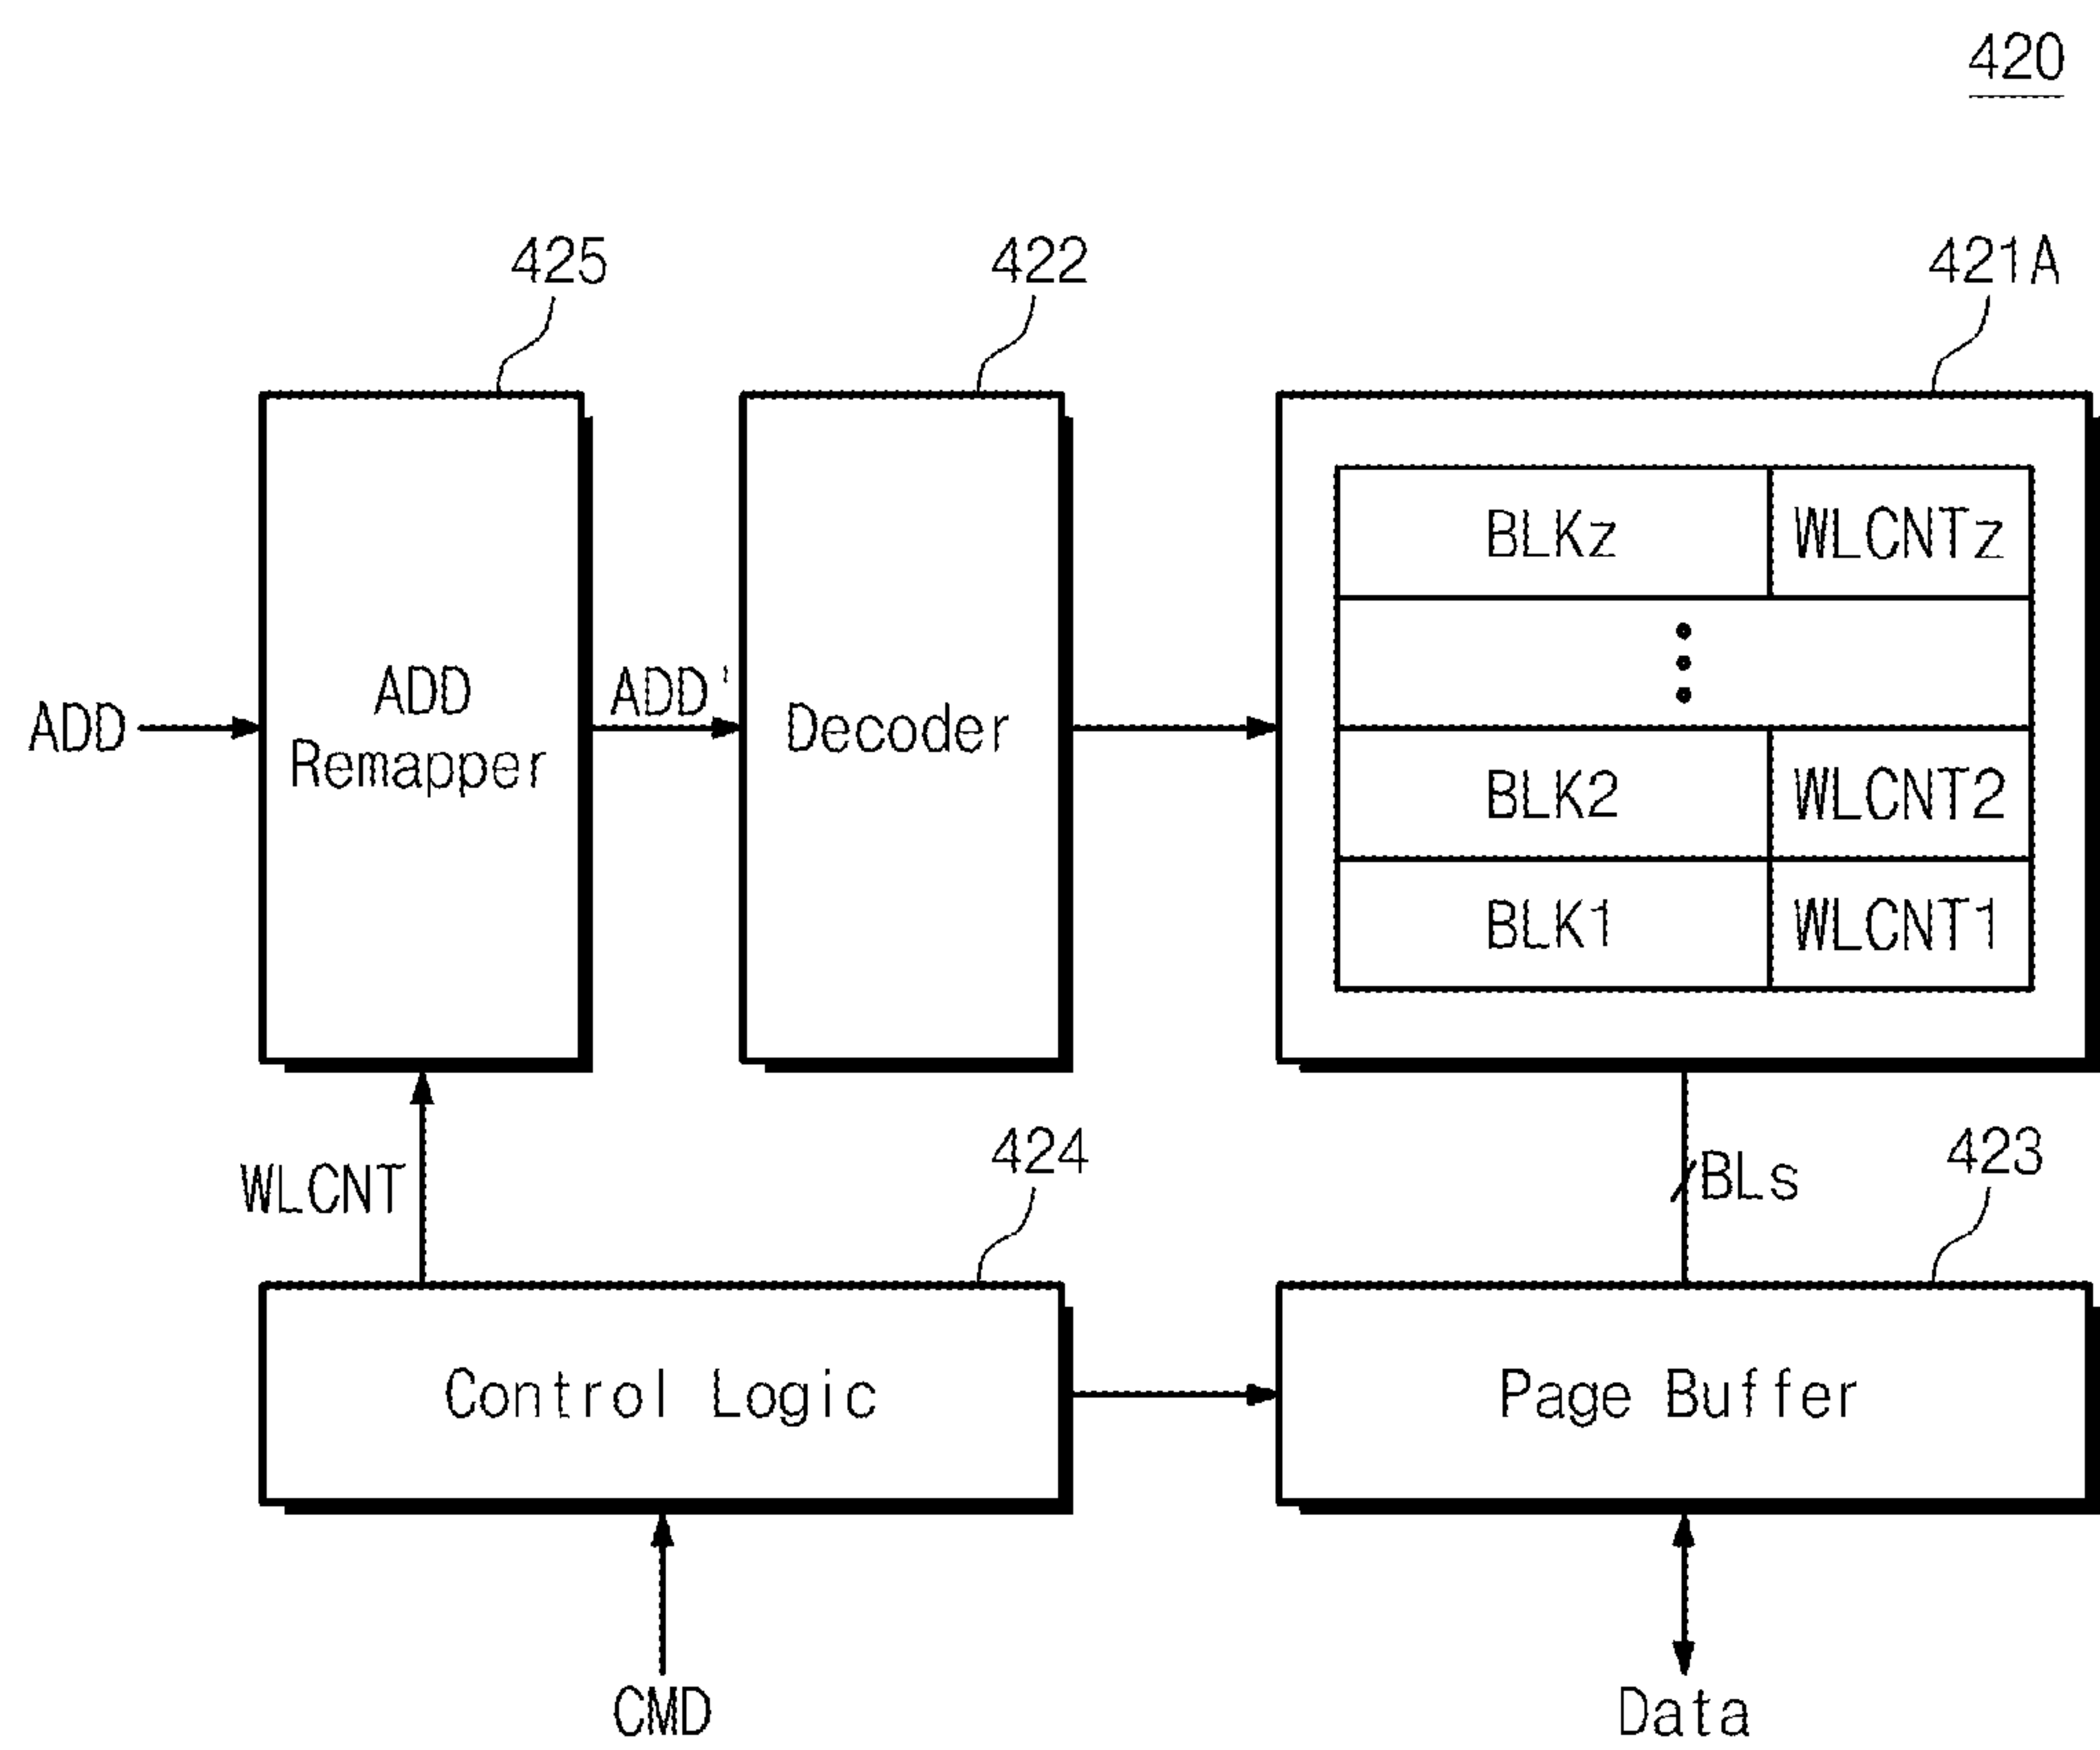 420
425
422
421A
BLKz
WLCNTz
ADD
ADD
Remapper
ADD'
Decoder
BLK2
WLCNT2
BLK1
WLCNT1
WLCNT
424
BLs
423
Control Logic
Page Buffer
CMD
Data